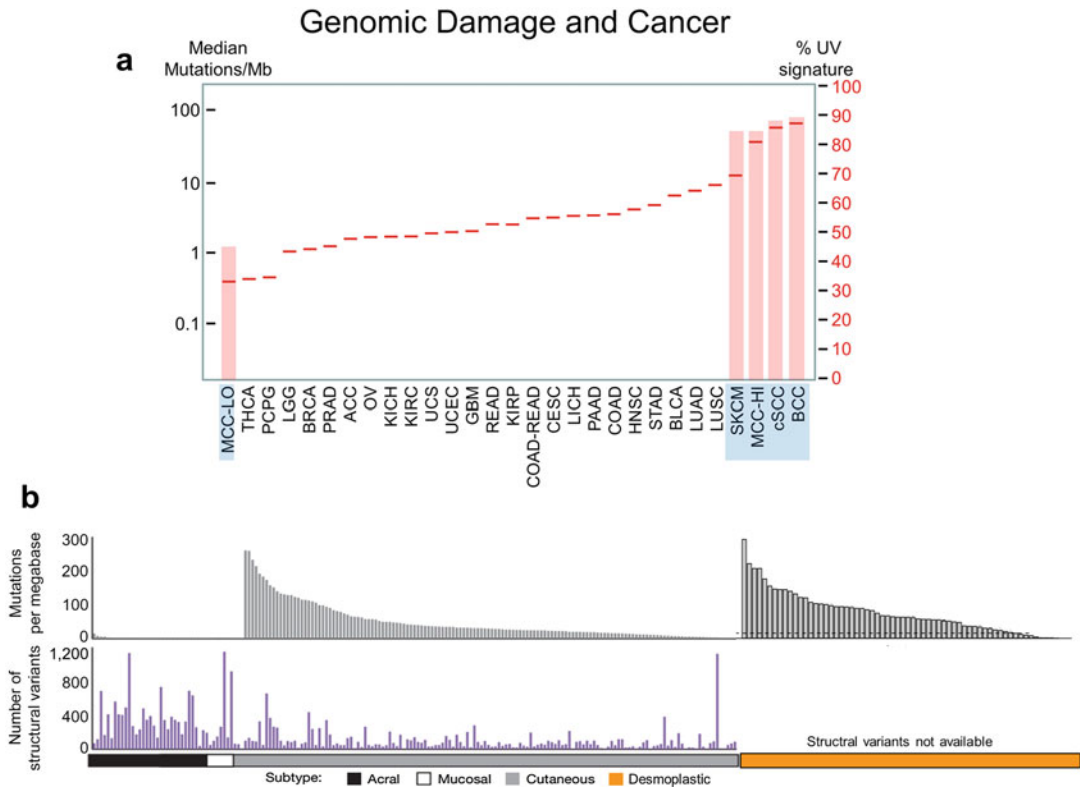 Genomic Damage and Cancer
a
Median
Mutations/Mb
% UV
signature
100
10
1
0.1
100
90
80
70
60
50
40
30
20
10
0
MCC-LO
THCA
PCPG
LGG
BRCA
PRAD
ACC
OV
KICH
KIRC
UCS
UCEC
GBM
READ
KIRP
COAD-READ
CESC
LICH
PAAD
COAD
HNSC
STAD
BLCA
LUAD
LUSC
SKCM
MCC-HI
cSCC
BCC
b
Mutations
per megabase
300
200
100
0
Number of
structural variants
1,200
800
400
0
Structral variants not available
Subtype: Acral Mucosal Cutaneous Desmoplastic